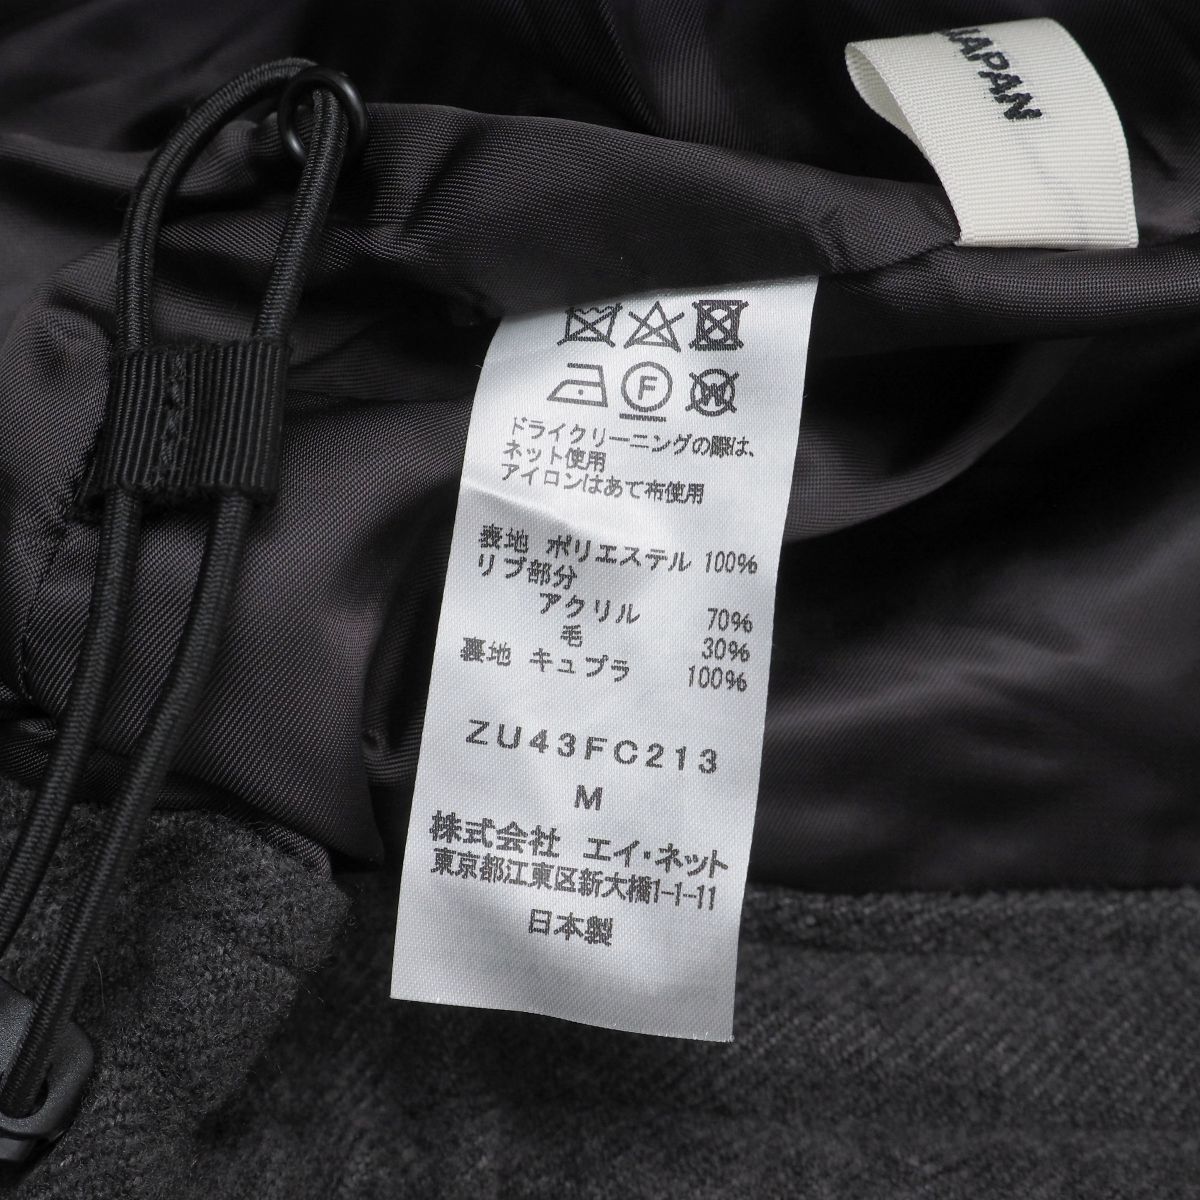 JAPAN
F
W
ドライクリーニングの際は、
ネット使用
アイロンはあて布使用
表地 ポリエステル 100%
リブ部分
アクリル 70%
毛 30%
裏地 キュプラ 100%
ZU43FC213
M
株式会社 エイ・ネット
東京都江東区新大橋1-1-11
日本製